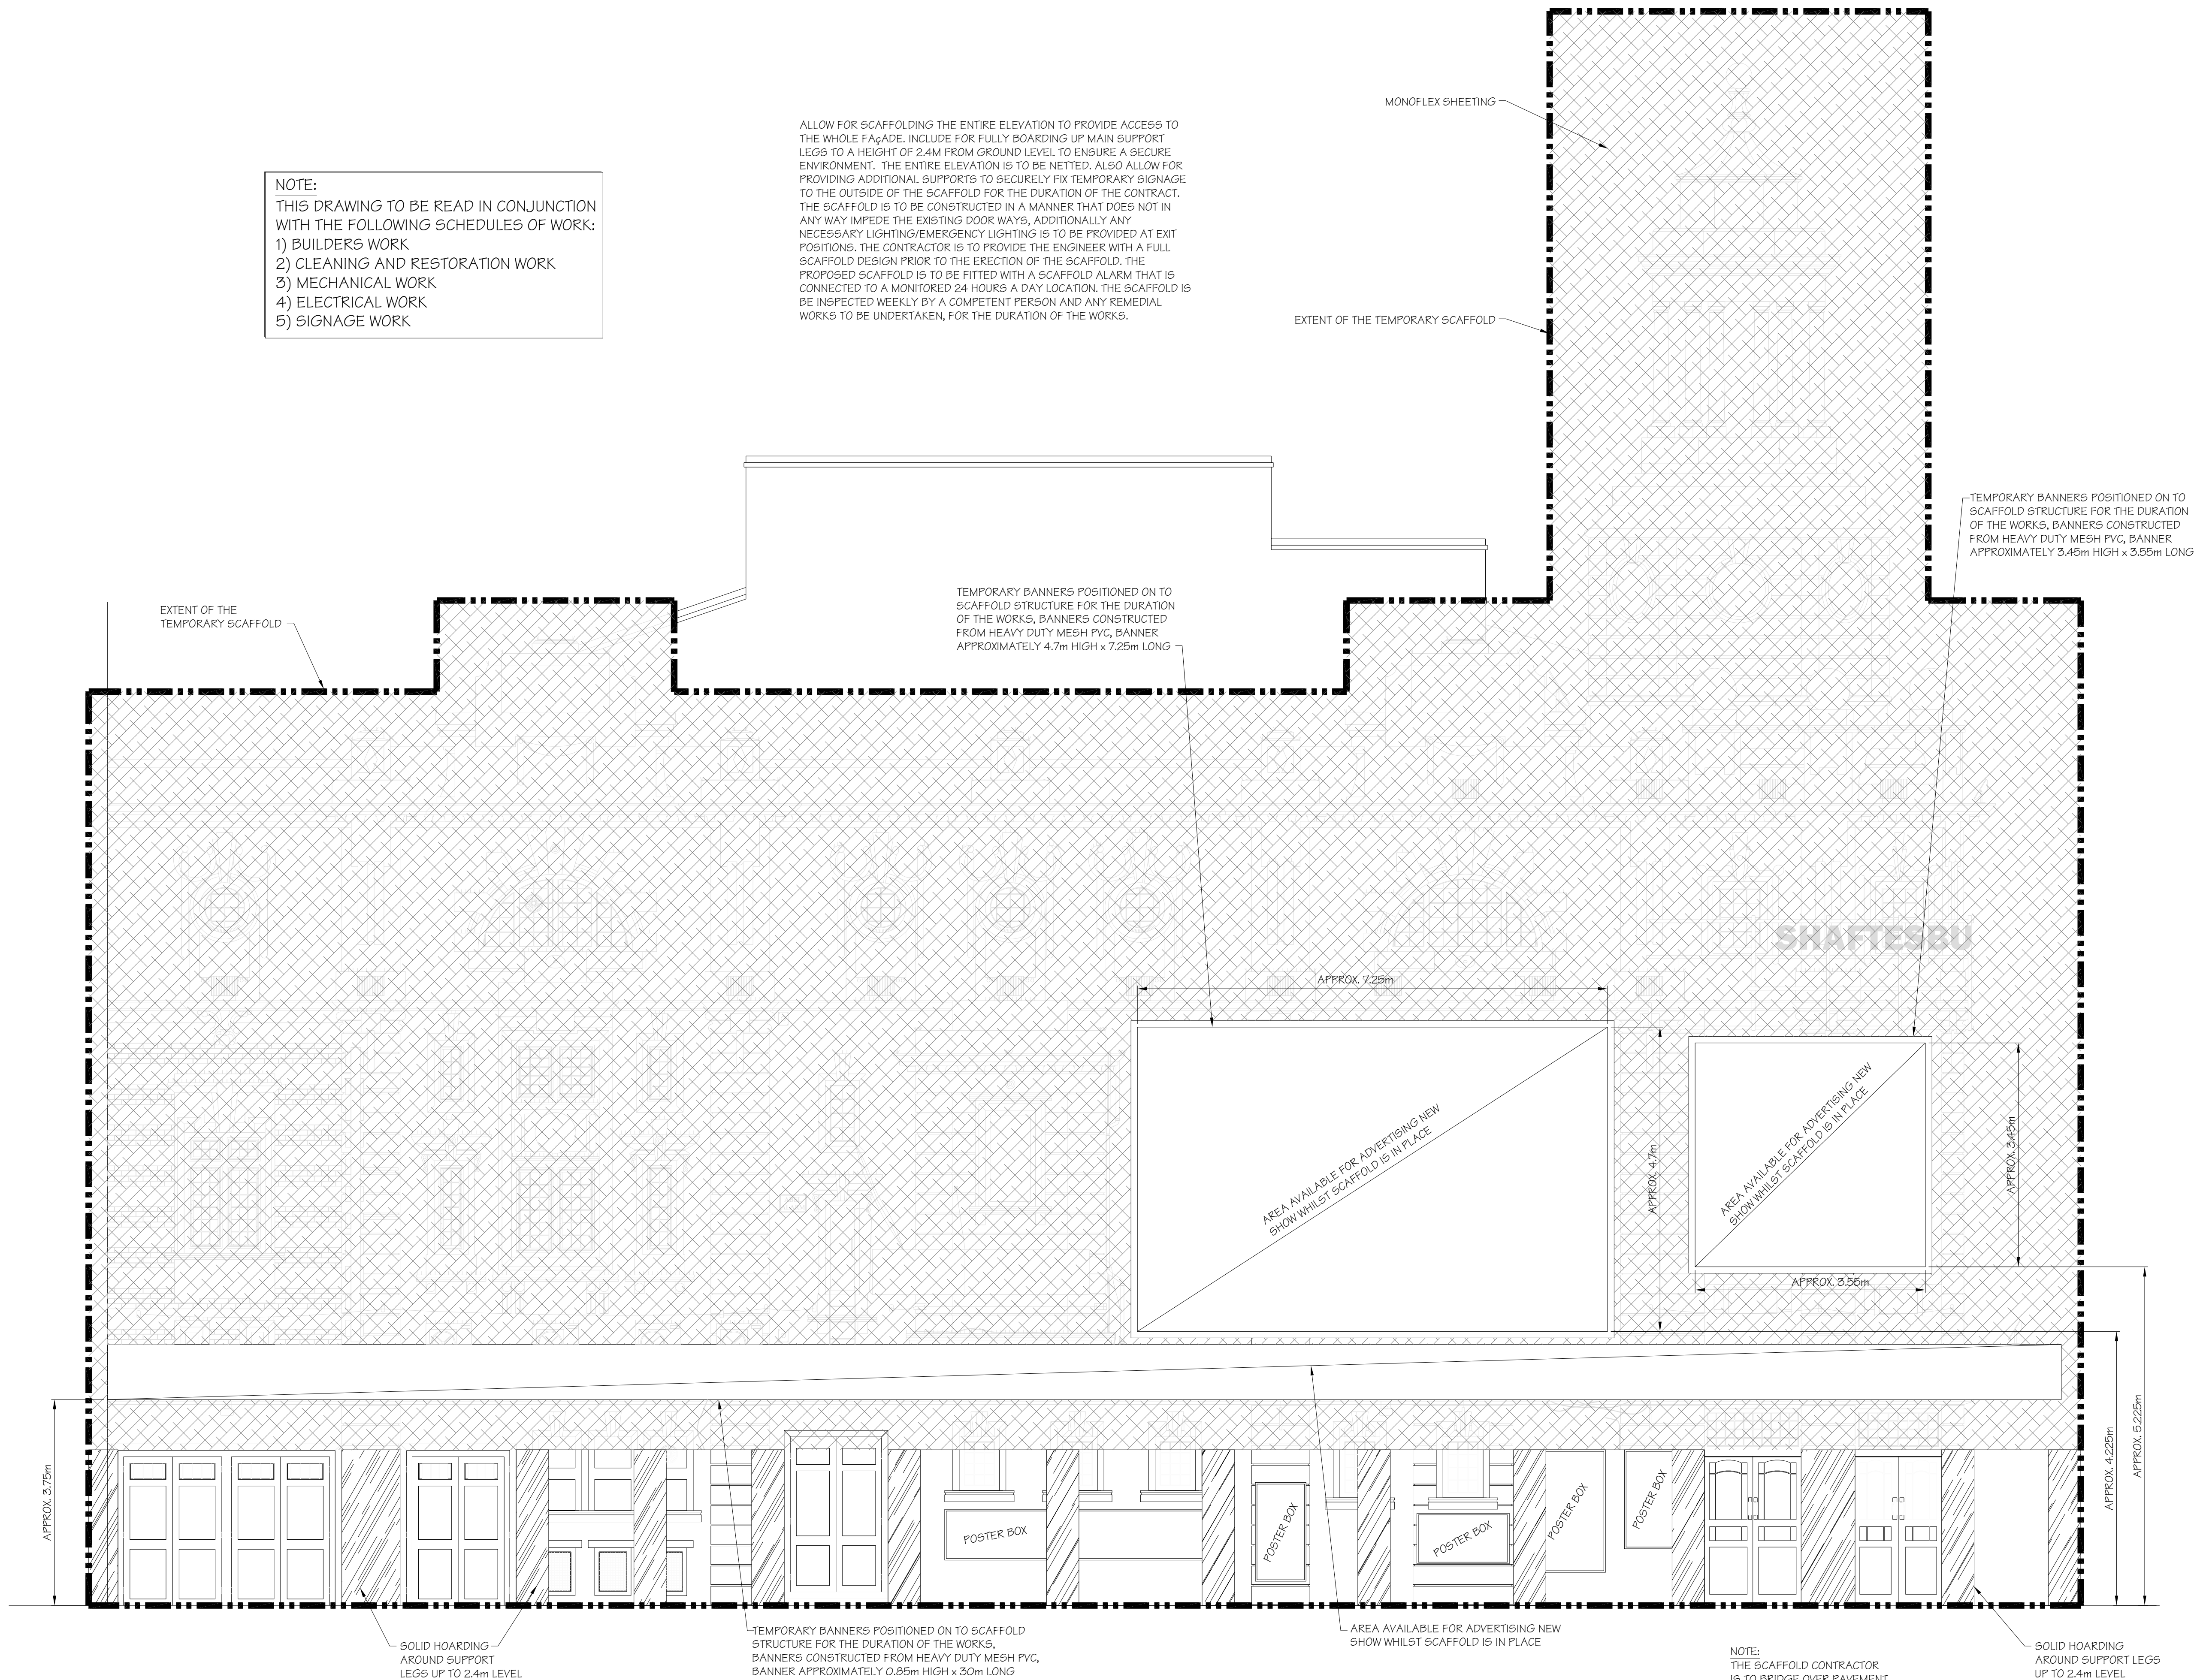 MONOFLEX SHEETING
ALLOW FOR SCAFFOLDING THE ENTIRE ELEVATION TO PROVIDE ACCESS TO
THE WHOLE FAçADE. INCLUDE FOR FULLY BOARDING UP MAIN SUPPORT
LEGS TO A HEIGHT OF 2.4M FROM GROUND LEVEL TO ENSURE A SECURE
ENVIRONMENT. THE ENTIRE ELEVATION IS TO BE NETTED. ALSO ALLOW FOR
PROVIDING ADDITIONAL SUPPORTS TO SECURELY FIX TEMPORARY SIGNAGE
TO THE OUTSIDE OF THE SCAFFOLD FOR THE DURATION OF THE CONTRACT.
THE SCAFFOLD IS TO BE CONSTRUCTED IN A MANNER THAT DOES NOT IN
ANY WAY IMPEDE THE EXISTING DOOR WAYS, ADDITIONALLY ANY
NECESSARY LIGHTING/EMERGENCY LIGHTING IS TO BE PROVIDED AT EXIT
POSITIONS. THE CONTRACTOR IS TO PROVIDE THE ENGINEER WITH A FULL
SCAFFOLD DESIGN PRIOR TO THE ERECTION OF THE SCAFFOLD. THE
PROPOSED SCAFFOLD IS TO BE FITTED WITH A SCAFFOLD ALARM THAT IS
CONNECTED TO A MONITORED 24 HOURS A DAY LOCATION. THE SCAFFOLD IS
BE INSPECTED WEEKLY BY A COMPETENT PERSON AND ANY REMEDIAL
WORKS TO BE UNDERTAKEN, FOR THE DURATION OF THE WORKS.
NOTE:
THIS DRAWING TO BE READ IN CONJUNCTION
WITH THE FOLLOWING SCHEDULES OF WORK:
1) BUILDERS WORK
2) CLEANING AND RESTORATION WORK
3) MECHANICAL WORK
4) ELECTRICAL WORK
5) SIGNAGE WORK
EXTENT OF THE TEMPORARY SCAFFOLD
TEMPORARY BANNERS POSITIONED ON TO
SCAFFOLD STRUCTURE FOR THE DURATION
OF THE WORKS, BANNERS CONSTRUCTED
FROM HEAVY DUTY MESH PVC, BANNER
APPROXIMATELY 3.45m HIGH x 3.55m LONG
TEMPORARY BANNERS POSITIONED ON TO
SCAFFOLD STRUCTURE FOR THE DURATION
OF THE WORKS, BANNERS CONSTRUCTED
FROM HEAVY DUTY MESH PVC, BANNER
APPROXIMATELY 4.7m HIGH x 7.25m LONG
EXTENT OF THE
TEMPORARY SCAFFOLD
SHAFTESBU
APPROX. 7.25m
AREA AVAILABLE FOR ADVERTISING NEW
SHOW WHILST SCAFFOLD IS IN PLACE
APPROX. 4.7m
AREA AVAILABLE FOR ADVERTISING NEW
SHOW WHILST SCAFFOLD IS IN PLACE
APPROX. 3.45m
APPROX. 3.55m
APPROX. 3.75m
APPROX. 4.225m
APPROX. 5.225m
POSTER BOX
POSTER BOX
POSTER BOX
POSTER BOX
POSTER BOX
SOLID HOARDING
AROUND SUPPORT
LEGS UP TO 2.4m LEVEL
TEMPORARY BANNERS POSITIONED ON TO SCAFFOLD
STRUCTURE FOR THE DURATION OF THE WORKS,
BANNERS CONSTRUCTED FROM HEAVY DUTY MESH PVC,
BANNER APPROXIMATELY 0.85m HIGH x 30m LONG
AREA AVAILABLE FOR ADVERTISING NEW
SHOW WHILST SCAFFOLD IS IN PLACE
NOTE:
THE SCAFFOLD CONTRACTOR
IS TO BRIDGE OVER PAVEMENT
SOLID HOARDING
AROUND SUPPORT LEGS
UP TO 2.4m LEVEL